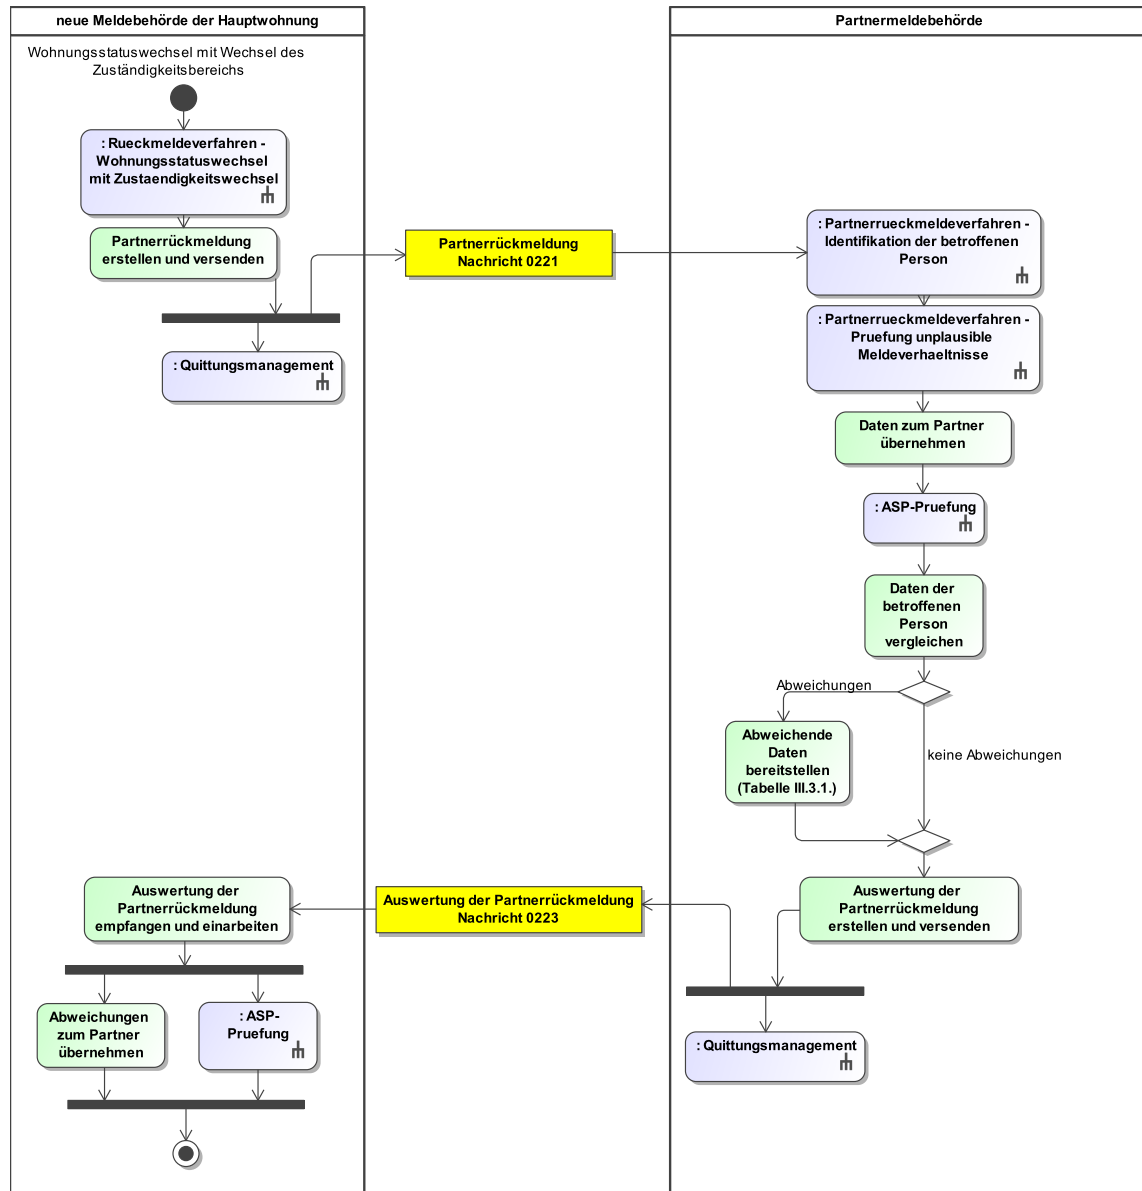 neue Meldebehörde der Hauptwohnung
Partnermeldebehörde
Wohnungsstatuswechsel mit Wechsel des
Zuständigkeitsbereichs
: Rueckmeldeverfahren -
Wohnungsstatuswechsel
mit Zustaendigkeitswechsel
Partnerrückmeldung
erstellen und versenden
: Quittungsmanagement
Partnerrückmeldung
Nachricht 0221
: Partnerrueckmeldeverfahren -
Identifikation der betroffenen
Person
: Partnerrueckmeldeverfahren -
Pruefung unplausible
Meldeverhaeltnisse
Daten zum Partner
übernehmen
: ASP-Pruefung
Daten der
betroffenen
Person
vergleichen
Abweichungen
keine Abweichungen
Abweichende
Daten
bereitstellen
(Tabelle III.3.1.)
Auswertung der
Partnerrückmeldung
erstellen und versenden
: Quittungsmanagement
Auswertung der Partnerrückmeldung
Nachricht 0223
Auswertung der
Partnerrückmeldung
empfangen und einarbeiten
Abweichungen
zum Partner
übernehmen
: ASP-
Pruefung